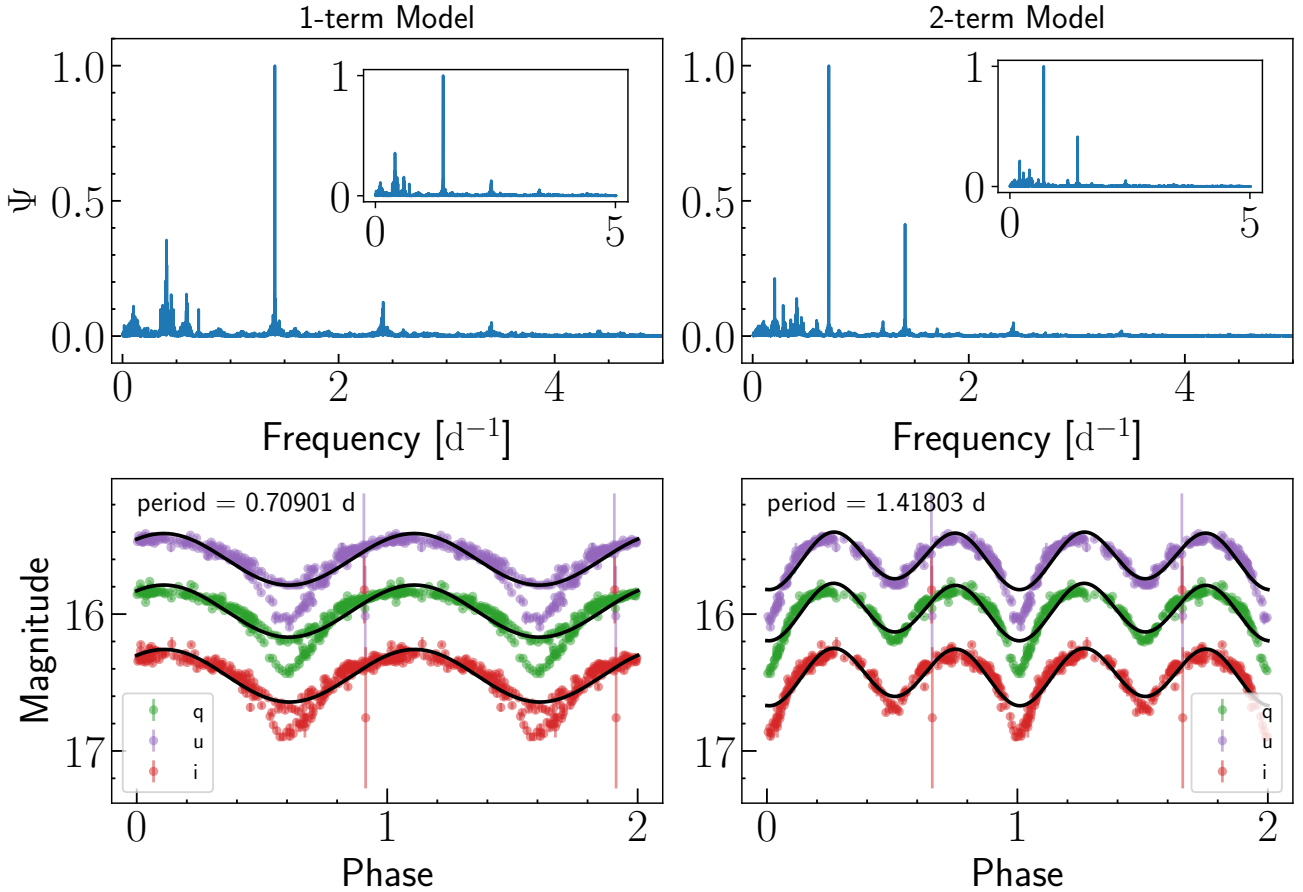 1-term Model
2-term Model
Ψ
1.0
0.5
0.0
1
0
0
5
0
2
4
Frequency [d⁻¹]
1.0
0.5
0.0
1
0
0
5
0
2
4
Frequency [d⁻¹]
Magnitude
16
17
period = 0.70901 d
q
u
i
0
1
2
Phase
16
17
period = 1.41803 d
q
u
i
0
1
2
Phase